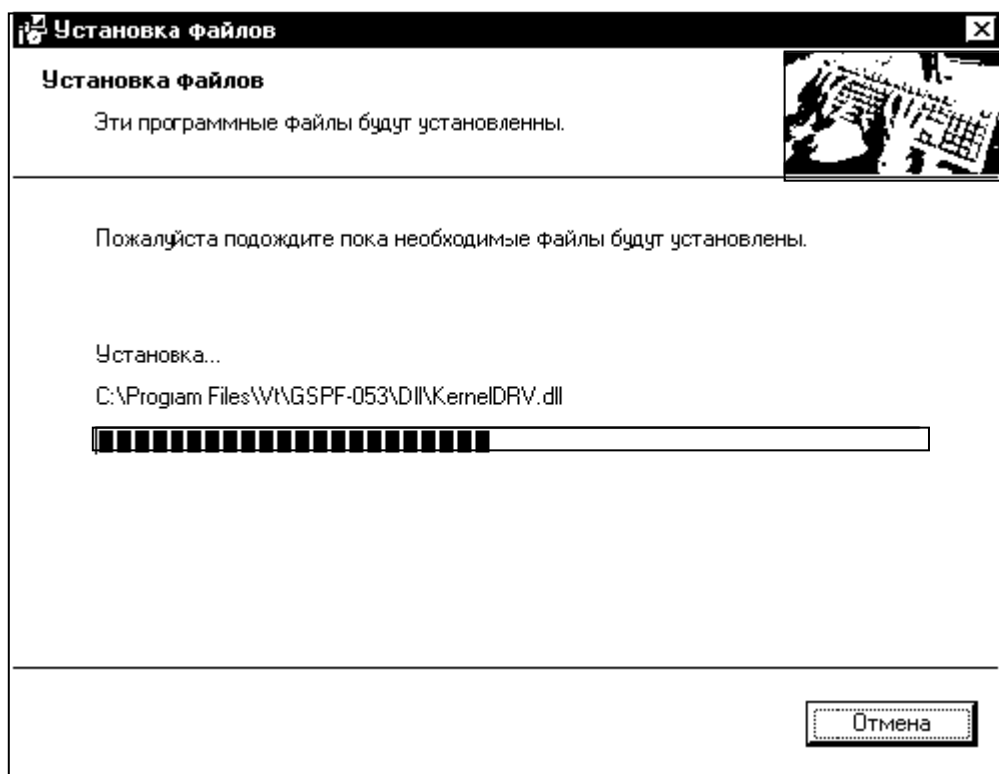 Установка файлов
Установка файлов
Эти программные файлы будут установленны.
Пожалуйста подождите пока необходимые файлы будут установлены.
Установка...
C:\Program Files\Vt\GSPF-053\Dll\KernelDRV.dll
Отмена